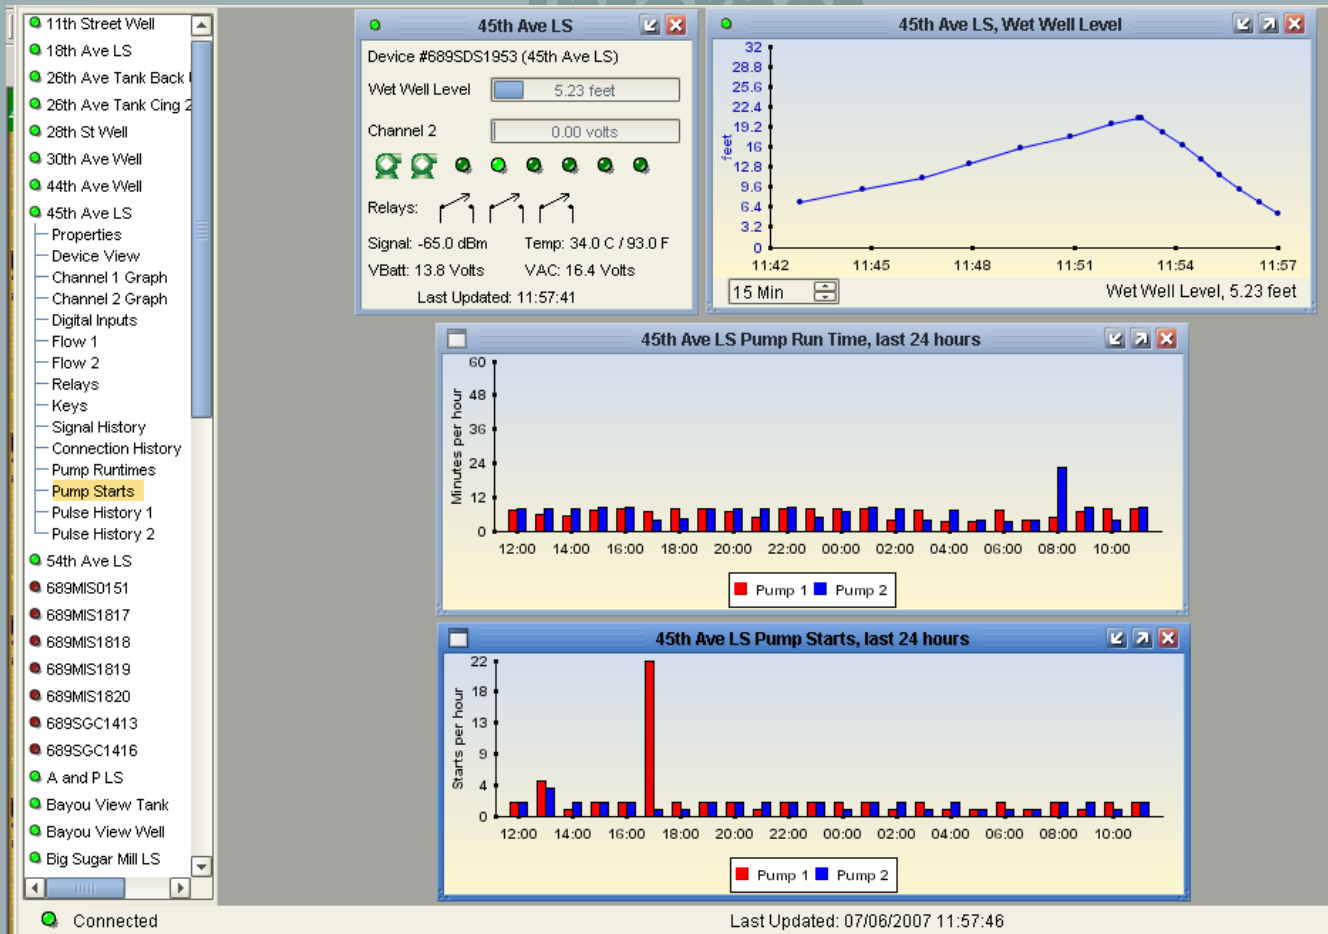 11th Street Well
18th Ave LS
26th Ave Tank Back
26th Ave Tank Cing 2
28th St Well
30th Ave Well
44th Ave Well
45th Ave LS
Properties
Device View
Channel 1 Graph
Channel 2 Graph
Digital Inputs
Flow 1
Flow 2
Relays
Keys
Signal History
Connection History
Pump Runtimes
Pump Starts
Pulse History 1
Pulse History 2
54th Ave LS
689MIS0151
689MIS1817
689MIS1818
689MIS1819
689MIS1820
689SGC1413
689SGC1416
A and P LS
Bayou View Tank
Bayou View Well
Big Sugar Mill LS
45th Ave LS
Device #689SDS1953 (45th Ave LS)
Wet Well Level 5.23 feet
Channel 2 0.00 volts
Relays:
Signal: -65.0 dBm Temp: 34.0 C / 93.0 F
VBatt: 13.8 Volts VAC: 16.4 Volts
Last Updated: 11:57:41
45th Ave LS, Wet Well Level
32
28.8
25.6
22.4
19.2
16
12.8
9.6
6.4
3.2
0
feet
11:42 11:45 11:48 11:51 11:54 11:57
15 Min
Wet Well Level, 5.23 feet
45th Ave LS Pump Run Time, last 24 hours
60
48
36
24
12
0
Minutes per hour
12:00 14:00 16:00 18:00 20:00 22:00 00:00 02:00 04:00 06:00 08:00 10:00
Pump 1 Pump 2
45th Ave LS Pump Starts, last 24 hours
22
18
13
9
4
0
Starts per hour
12:00 14:00 16:00 18:00 20:00 22:00 00:00 02:00 04:00 06:00 08:00 10:00
Pump 1 Pump 2
Connected
Last Updated: 07/06/2007 11:57:46